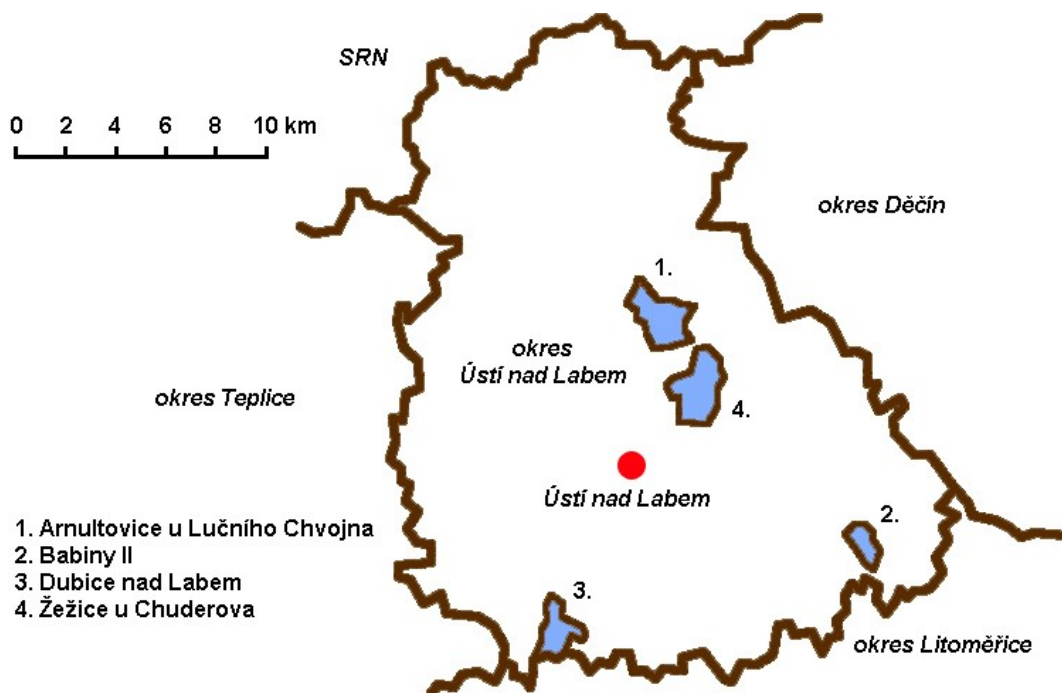 SRN
0 2 4 6 8 10 km
okres Děčín
1.
okres
Ústí nad Labem
okres Teplice
4.
Ústí nad Labem
2.
1. Arnultovice u Lučního Chvojna
2. Babiny II
3. Dubice nad Labem
4. Žežice u Chuderova
3.
okres Litoměřice